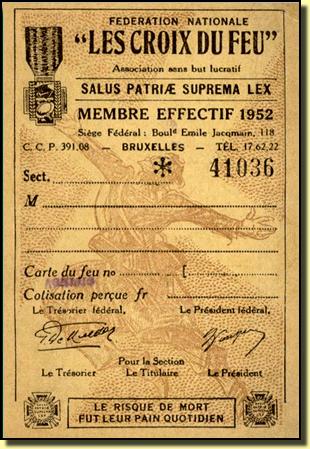 FEDERATION NATIONALE
"LES CROIX DU FEU"
Association sans but lucratif
SALUS PATRIÆ SUPREMA LEX
MEMBRE EFFECTIF 1952
Siège Fédéral : Boulᵈ Emile Jacqmain, 118
C. C. P. 391.08 — BRUXELLES — TÉL. 17.62.22
* 41036
Sect.
M
Carte du feu no [
Cotisation perçue fr
Le Trésorier fédéral, Le Président fédéral,
Pour la Section
Le Trésorier Le Titulaire Le Président
LE RISQUE DE MORT
FUT LEUR PAIN QUOTIDIEN